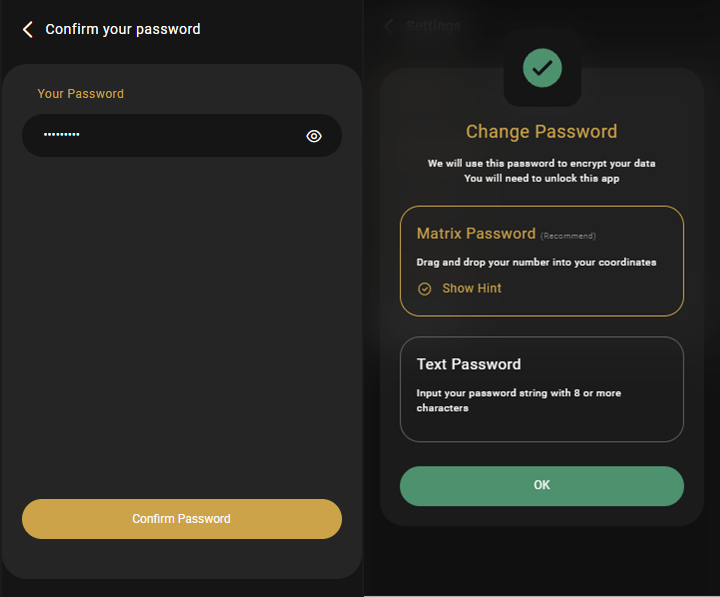 Confirm your password
Your Password
•••••••••
Confirm Password
Settings
Change Password
We will use this password to encrypt your data
You will need to unlock this app
Matrix Password (Recommend)
Drag and drop your number into your coordinates
Show Hint
Text Password
Input your password string with 8 or more
characters
OK